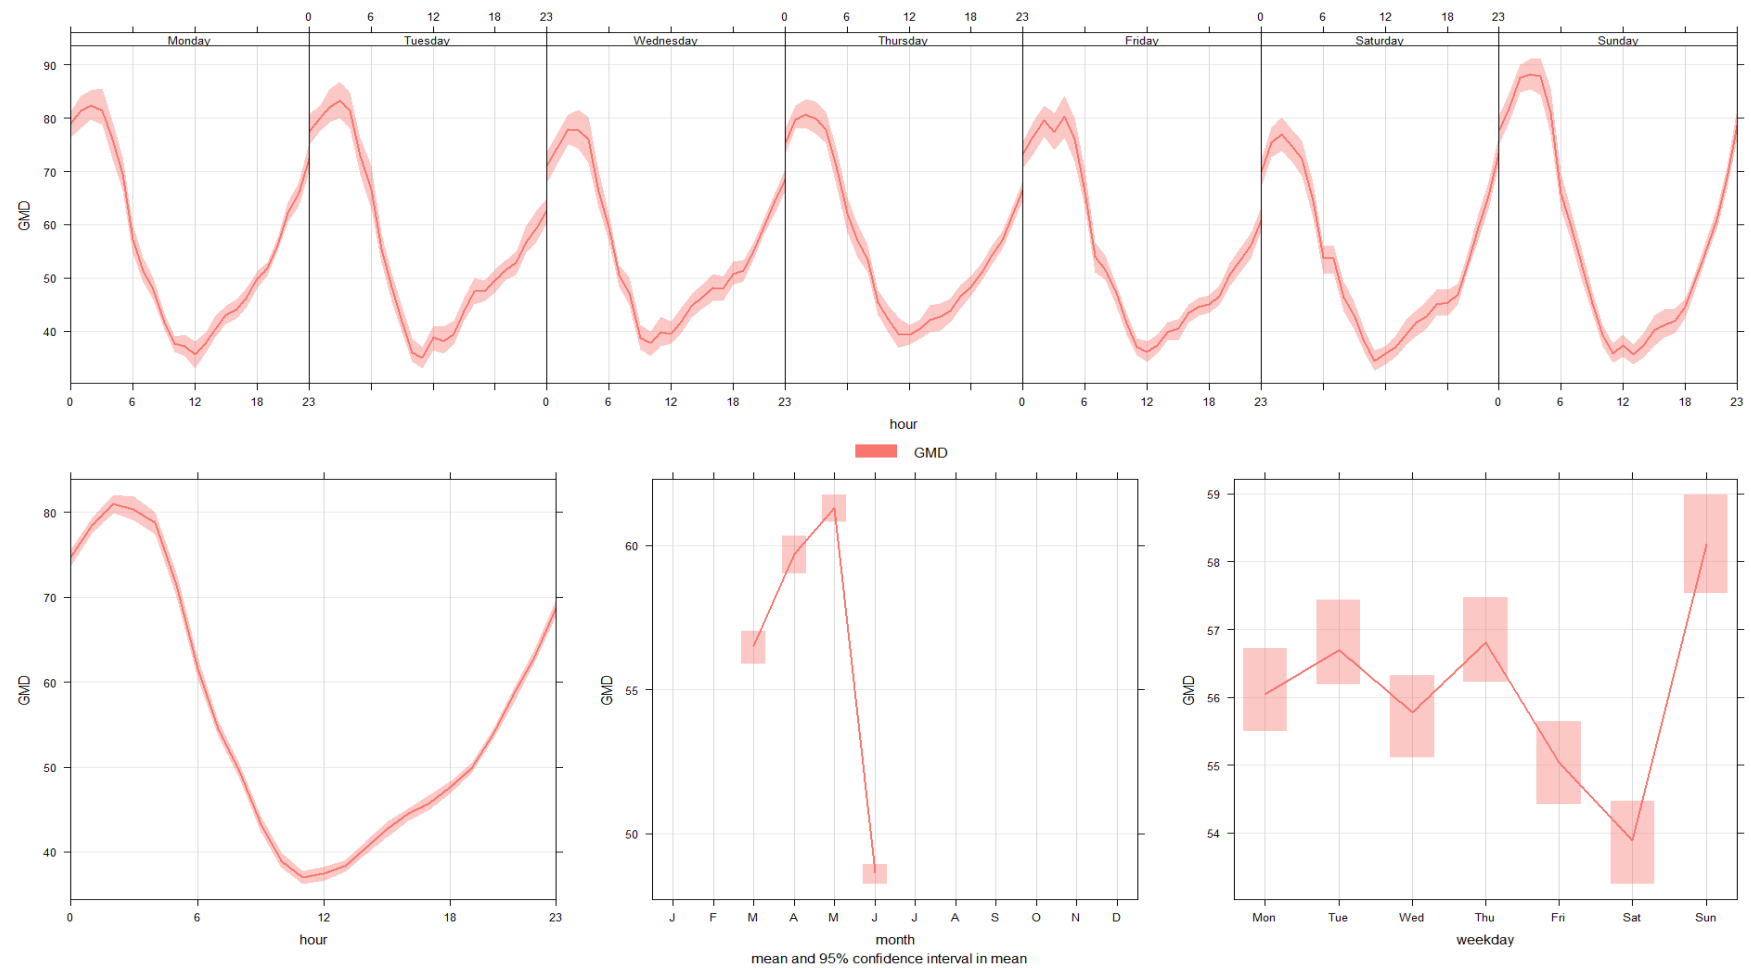 0 6 12 18 23 0 6 12 18 23 0 6 12 18 23
Monday Tuesday Wednesday Thursday Friday Saturday Sunday
90
80
70
60
50
40
GMD
0 6 12 18 23 0 6 12 18 23 0 6 12 18 23 0 6 12 18 23
hour
GMD
80
70
60
50
40
GMD
0 6 12 18 23
hour
60
55
50
GMD
J F M A M J J A S O N D
month
mean and 95% confidence interval in mean
59
58
57
56
55
54
GMD
Mon Tue Wed Thu Fri Sat Sun
weekday